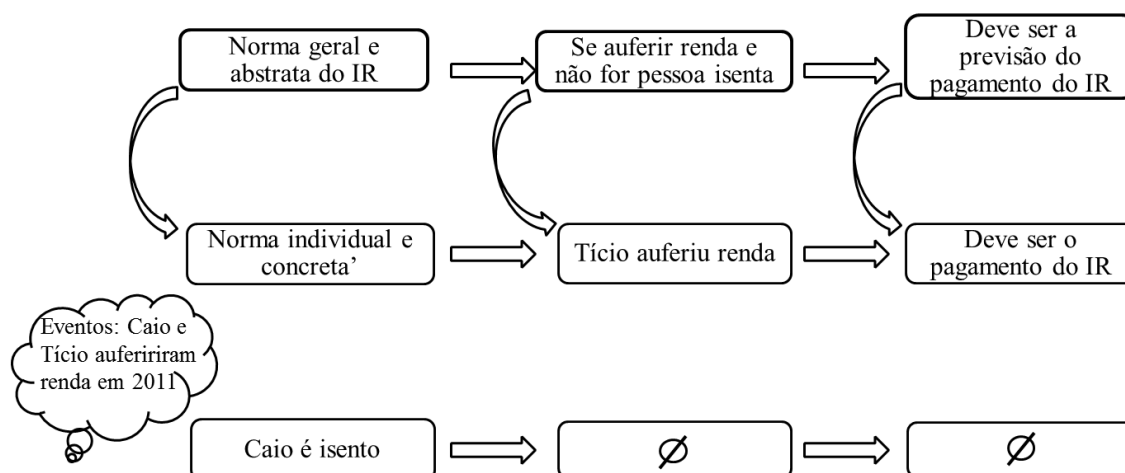 Norma geral e
abstrata do IR
Se auferir renda e
não for pessoa isenta
Deve ser a
previsão do
pagamento do IR
Norma individual e
concreta’
Tício auferiu renda
Deve ser o
pagamento do IR
Eventos: Caio e
Tício aufeririram
renda em 2011
Caio é isento
∅
∅